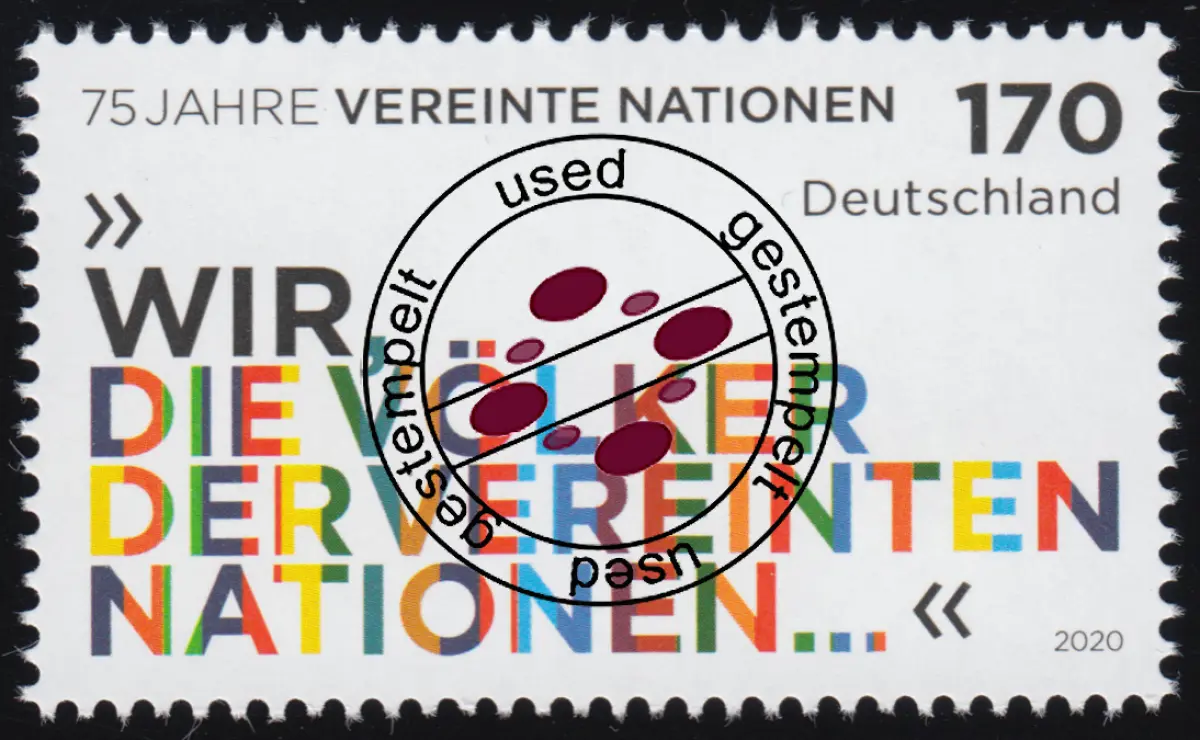 75 JAHRE VEREINTE NATIONEN
170
Deutschland
»
WIR,
DIE VÖLKER
DER VEREINTEN
NATIONEN... «
2020
used
gestempelt
used
gestempelt